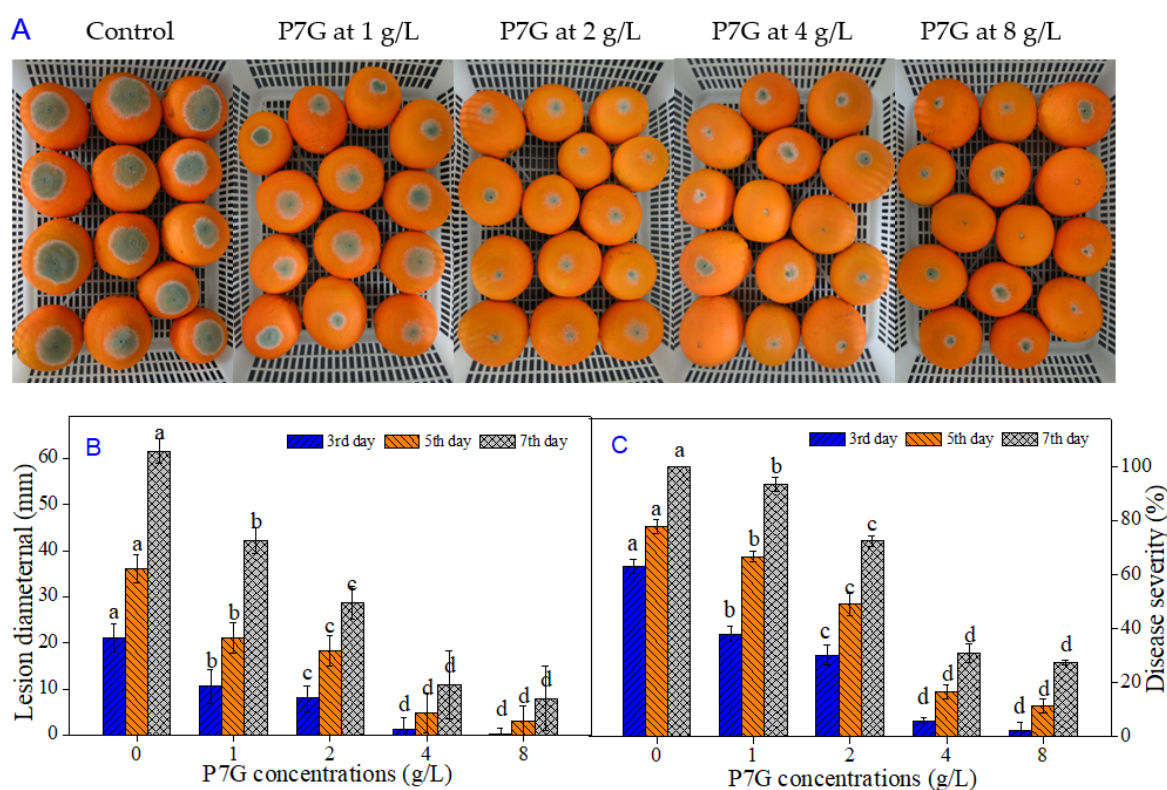 A
Control P7G at 1 g/L P7G at 2 g/L P7G at 4 g/L P7G at 8 g/L
B
3rd day 5th day 7th day
Lesion diameternal (mm)
60
50
40
30
20
10
0
a a a
b b b
c c c
d d d
d d d
0 1 2 4 8
P7G concentrations (g/L)
C
3rd day 5th day 7th day
Disease severity (%)
100
80
60
40
20
0
a a a
b b b
c c c
d d d
d d d
0 1 2 4 8
P7G concentrations (g/L)